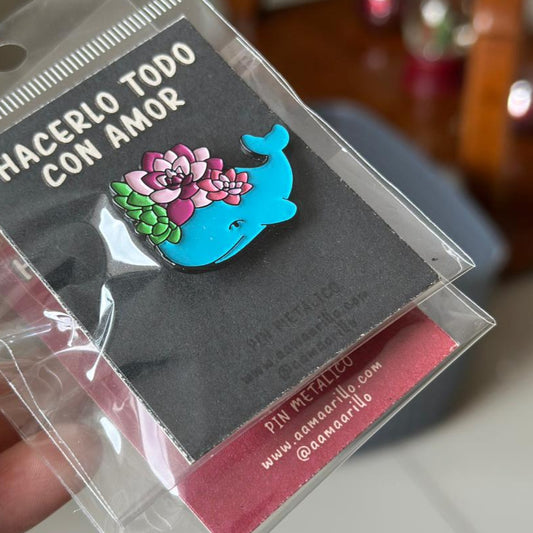 HACERLO TODO
CON AMOR
PIN METALICO
www.aamaarillo.com
@aamaarillo
PIN METALICO
www.aamaarillo.com
@aamaarillo